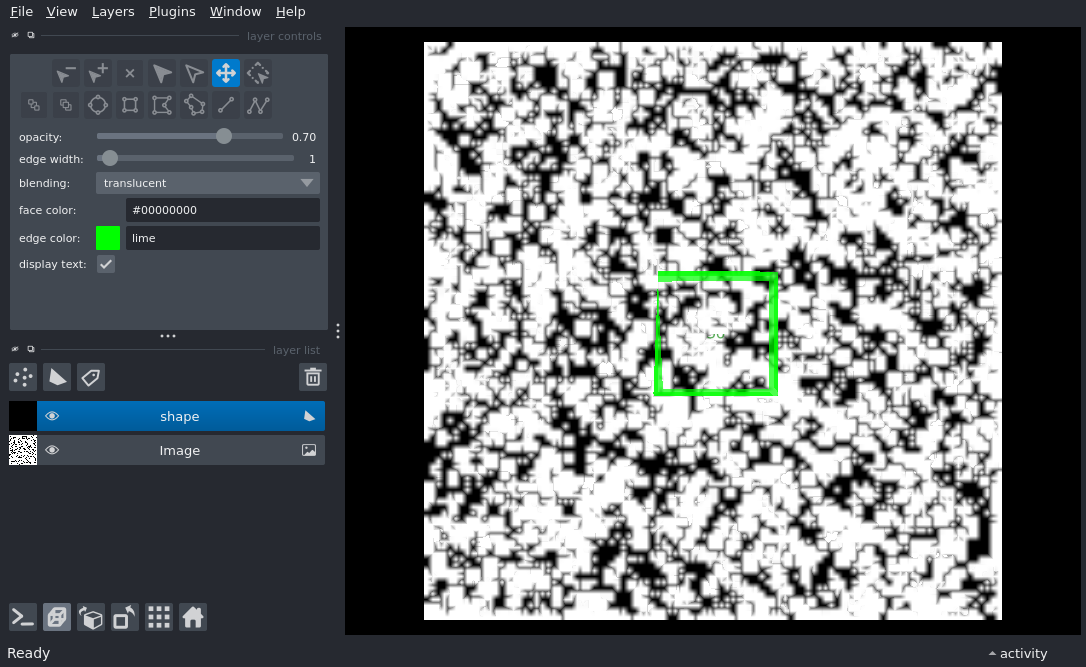 File View Layers Plugins Window Help
layer controls
opacity: 0.70
edge width: 1
blending: translucent
face color: #00000000
edge color: lime
display text:
layer list
shape
Image
Ready
activity